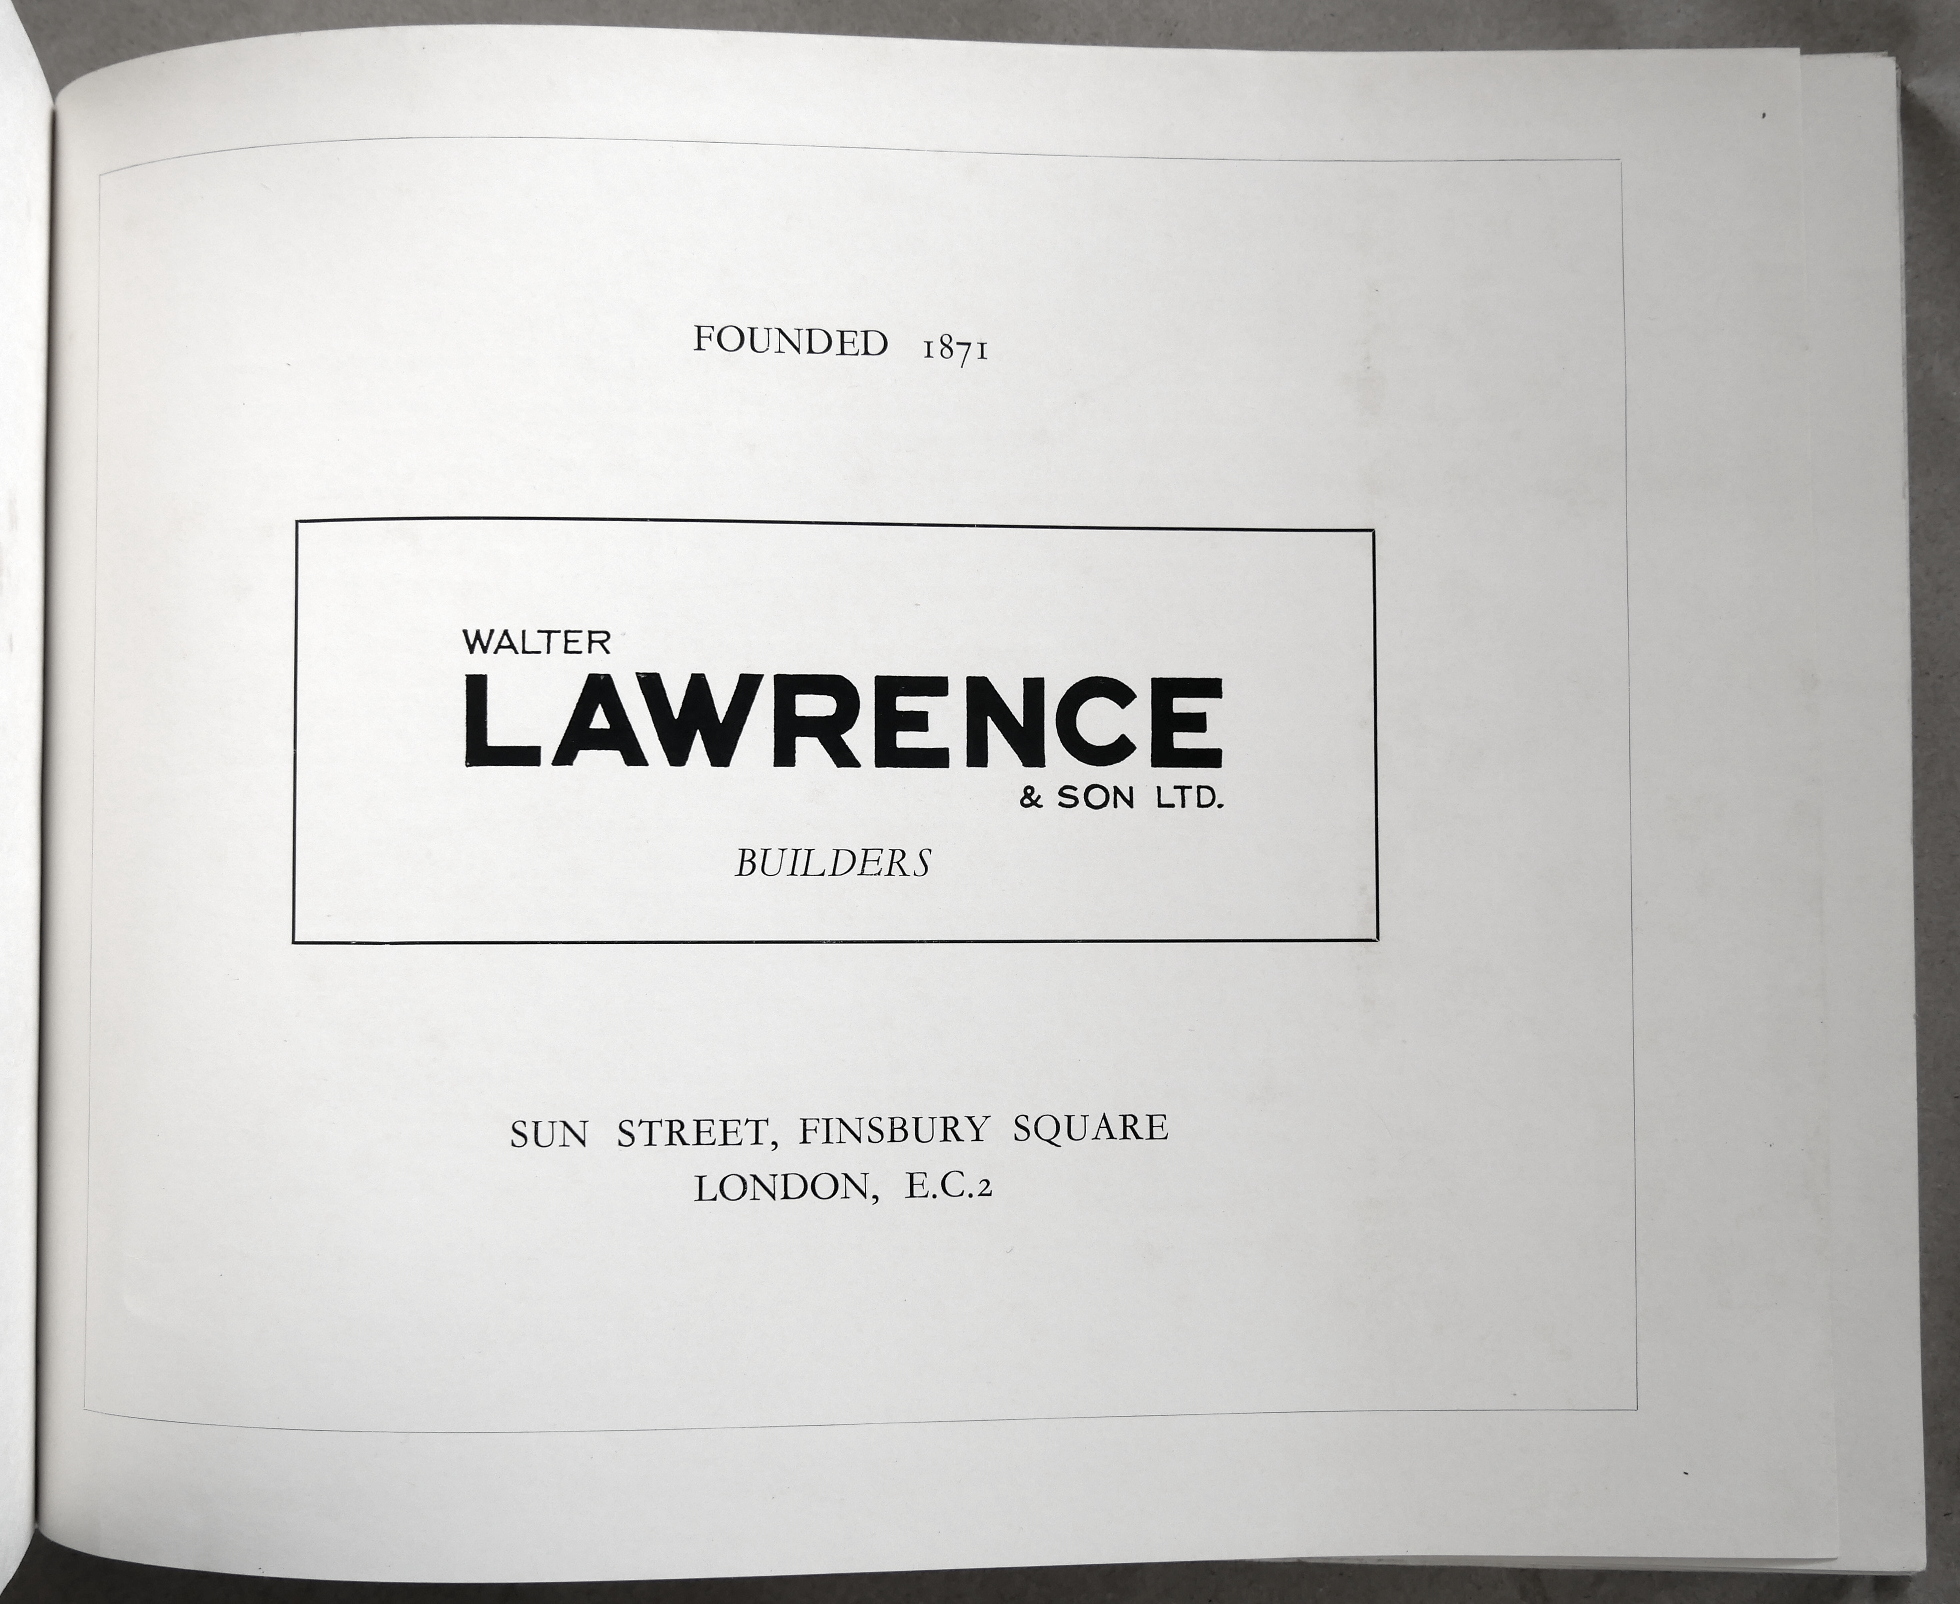 FOUNDED 1871
WALTER
LAWRENCE
& SON LTD.
BUILDERS
SUN STREET, FINSBURY SQUARE
LONDON, E.C.2